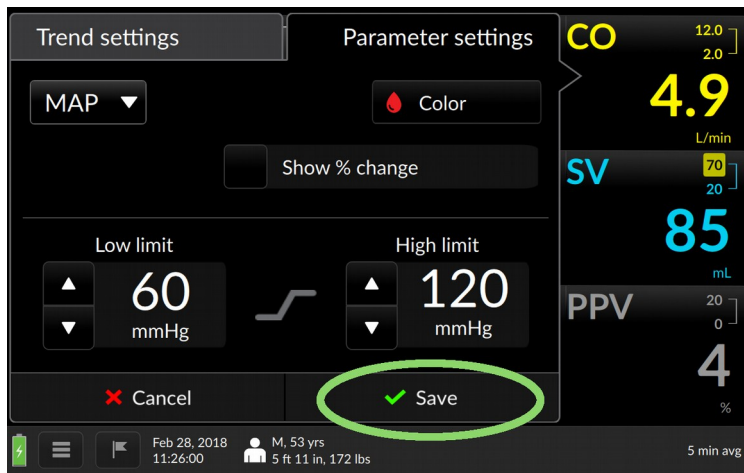 Trend settings
Parameter settings
MAP
Color
Show % change
Low limit
High limit
60
mmHg
120
mmHg
Cancel
Save
CO
12.0
2.0
4.9
L/min
SV
70
20
85
mL
PPV
20
0
4
%
Feb 28, 2018
11:26:00
M, 53 yrs
5 ft 11 in, 172 lbs
5 min avg